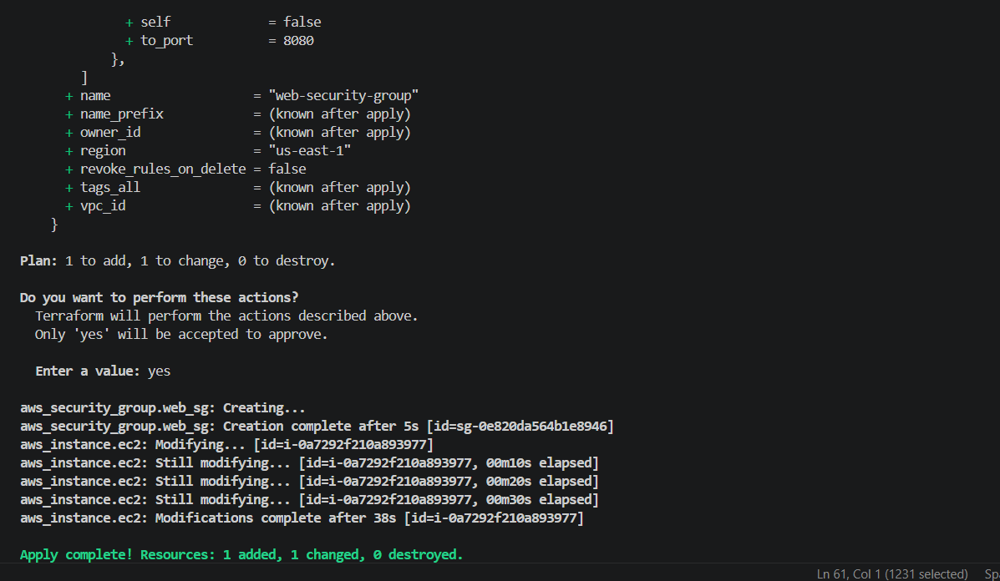 + self = false
+ to_port = 8080
},
]
+ name = "web-security-group"
+ name_prefix = (known after apply)
+ owner_id = (known after apply)
+ region = "us-east-1"
+ revoke_rules_on_delete = false
+ tags_all = (known after apply)
+ vpc_id = (known after apply)
}
Plan: 1 to add, 1 to change, 0 to destroy.
Do you want to perform these actions?
Terraform will perform the actions described above.
Only 'yes' will be accepted to approve.
Enter a value: yes
aws_security_group.web_sg: Creating...
aws_security_group.web_sg: Creation complete after 5s [id=sg-0e820da564b1e8946]
aws_instance.ec2: Modifying... [id=i-0a7292f210a893977]
aws_instance.ec2: Still modifying... [id=i-0a7292f210a893977, 00m10s elapsed]
aws_instance.ec2: Still modifying... [id=i-0a7292f210a893977, 00m20s elapsed]
aws_instance.ec2: Still modifying... [id=i-0a7292f210a893977, 00m30s elapsed]
aws_instance.ec2: Modifications complete after 38s [id=i-0a7292f210a893977]
Apply complete! Resources: 1 added, 1 changed, 0 destroyed.
Ln 61, Col 1 (1231 selected)